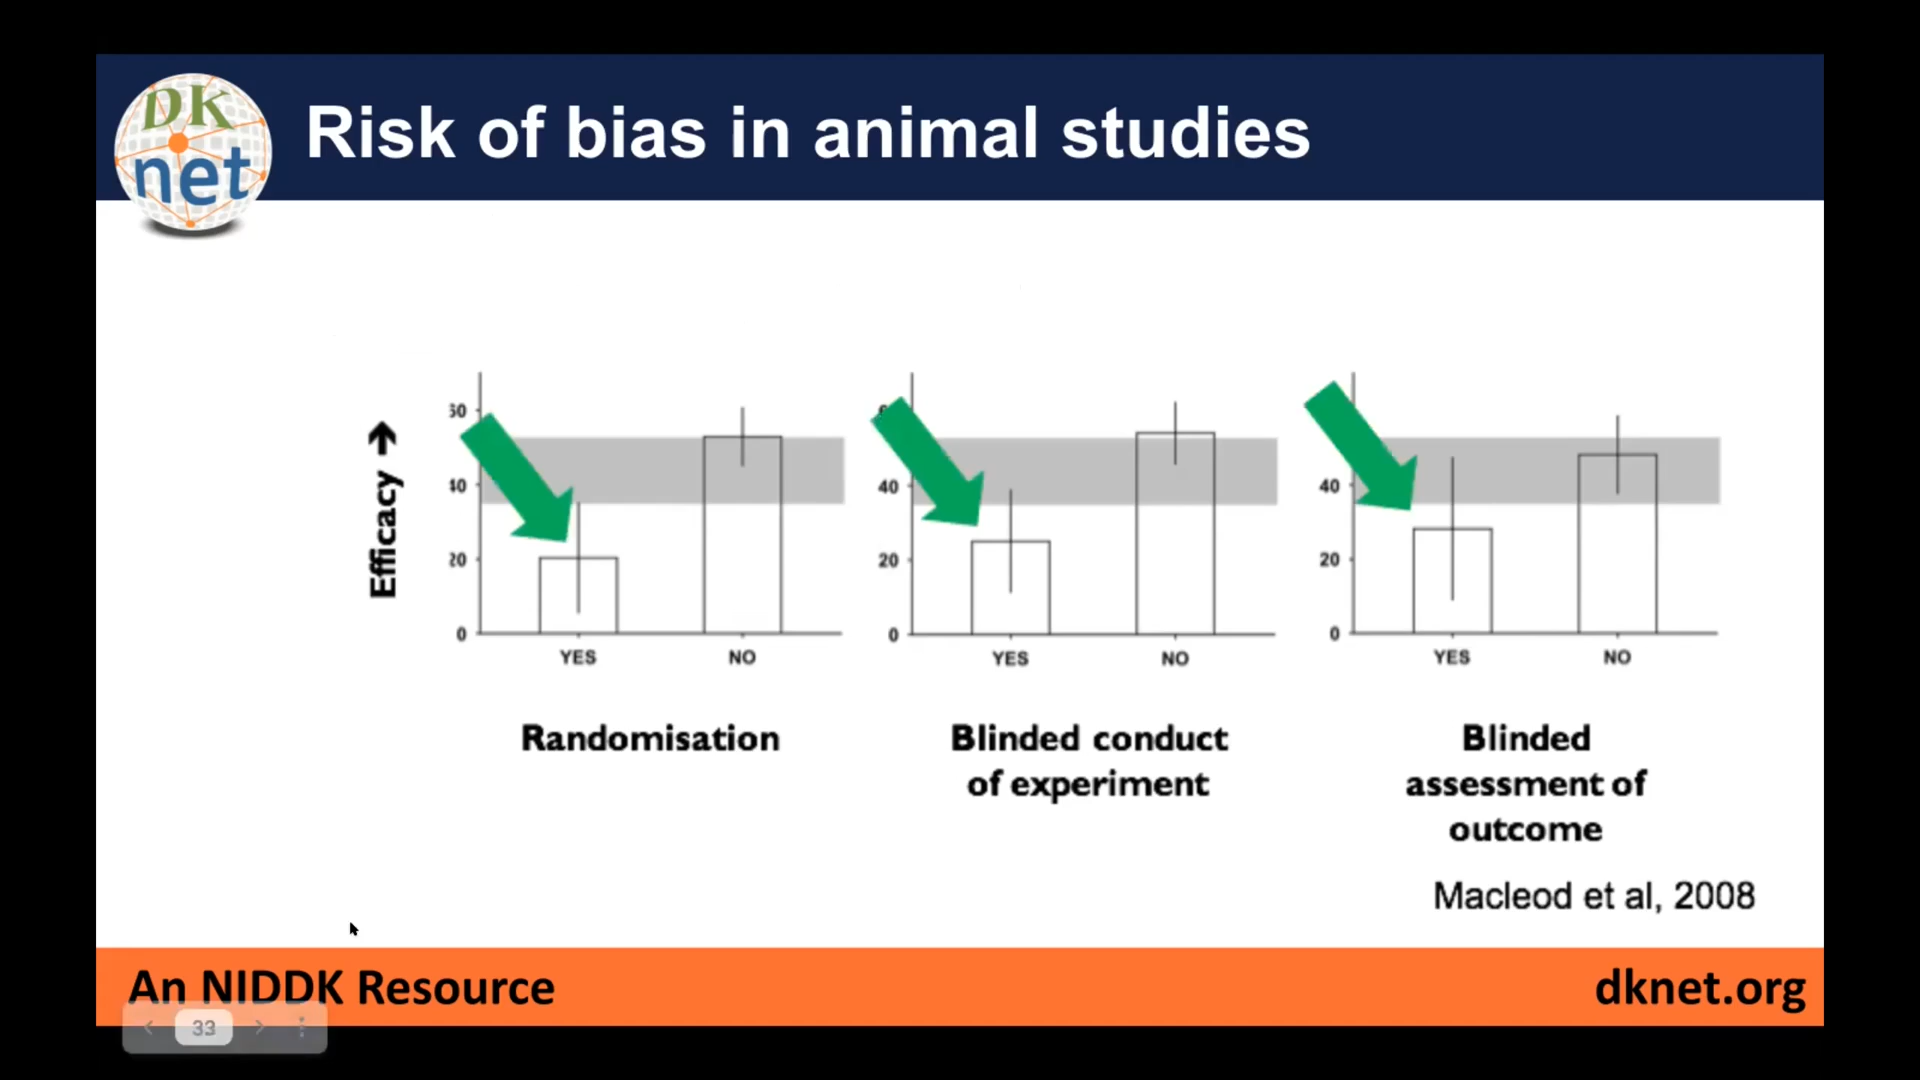 DK
net
Risk of bias in animal studies
Efficacy
40
20
0
YES
NO
40
20
0
YES
NO
40
20
0
YES
NO
Randomisation
Blinded conduct
of experiment
Blinded
assessment of
outcome
Macleod et al, 2008
An NIDDK Resource
dknet.org
33